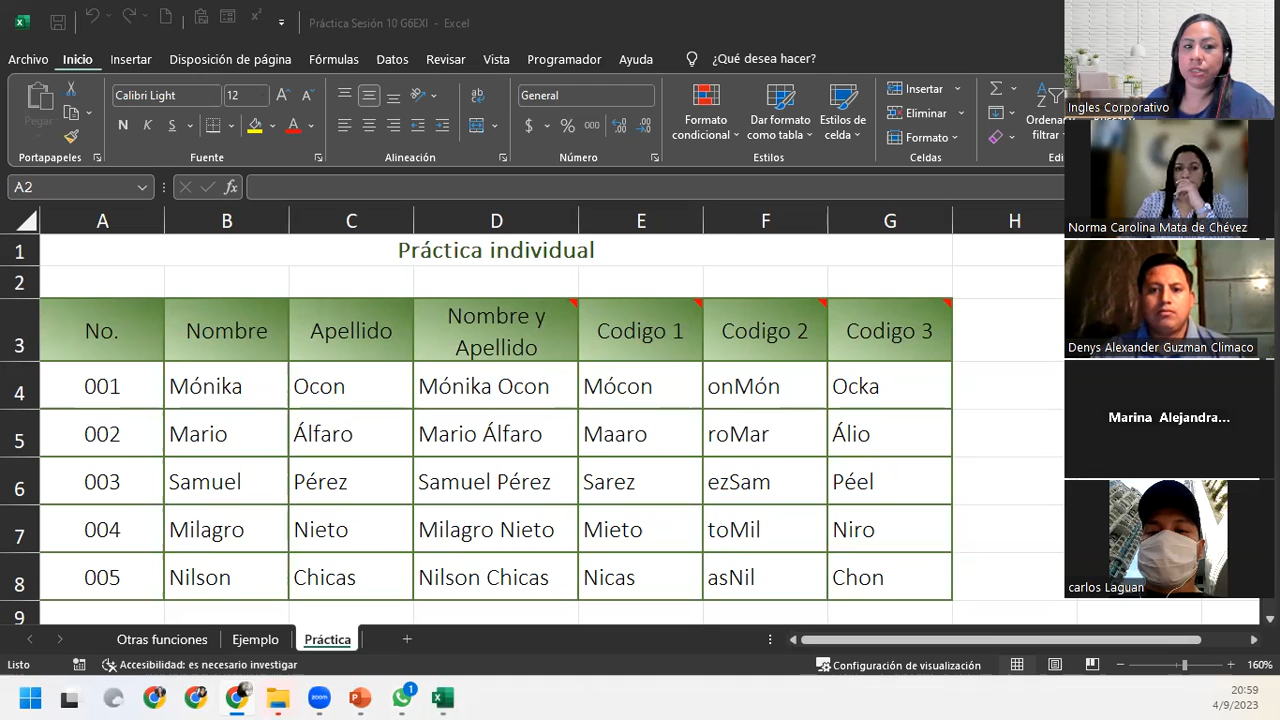 Práctica Sesión 10 G6EXI - Excel
Archivo Inicio Insertar Disposición de página Fórmulas Vista Programador Ayuda ¿Qué desea hacer?
Pegar
Calibri Light 12
N K S
General
$ % 000
Formato condicional
Dar formato como tabla
Estilos de celda
Insertar
Eliminar
Formato
Portapapeles Fuente Alineación Número Estilos Celdas
A2
A B C D E F G H
1 Práctica Individual
2
3 No. Nombre Apellido Nombre y Apellido Codigo 1 Codigo 2 Codigo 3
4 001 Mónika Ocon Mónika Ocon Mócon onMón Ocka
5 002 Mario Álfaro Mario Álfaro Maaro roMar Álio
6 003 Samuel Pérez Samuel Pérez Sarez ezSam Péel
7 004 Milagro Nieto Milagro Nieto Mieto toMil Niro
8 005 Nilson Chicas Nilson Chicas Nicas asNil Chon
9
Otras funciones Ejemplo Práctica
Listo Accesibilidad: es necesario investigar Configuración de visualización 160%
zoom 1
20:59
4/9/2023
Ingles Corporativo
Norma Carolina Mata de Chévez
Denys Alexander Guzman Climaco
Marina Alejandra...
carlos Laguan